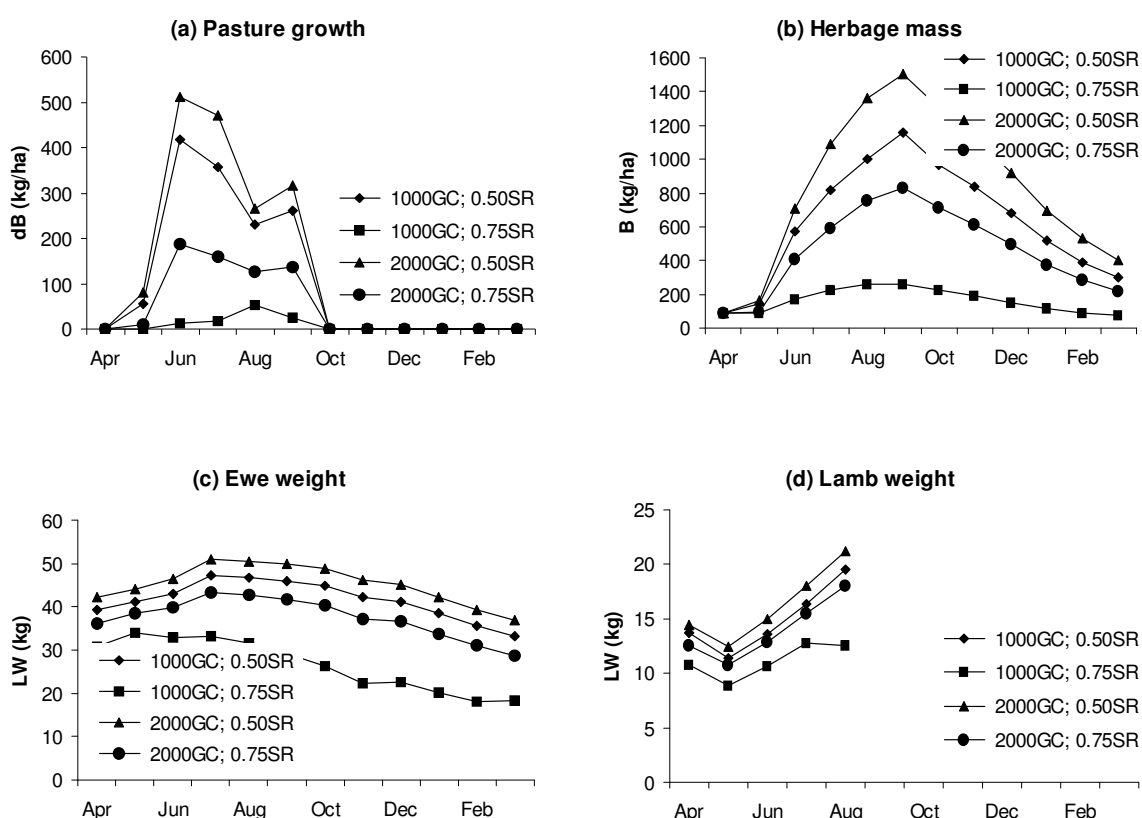 (a) Pasture growth
dB (kg/ha)
600
500
400
300
200
100
0
Apr Jun Aug Oct Dec Feb
1000GC; 0.50SR
1000GC; 0.75SR
2000GC; 0.50SR
2000GC; 0.75SR
(b) Herbage mass
B (kg/ha)
1600
1400
1200
1000
800
600
400
200
0
Apr Jun Aug Oct Dec Feb
1000GC; 0.50SR
1000GC; 0.75SR
2000GC; 0.50SR
2000GC; 0.75SR
(c) Ewe weight
LW (kg)
60
50
40
30
20
10
0
Apr Jun Aug Oct Dec Feb
1000GC; 0.50SR
1000GC; 0.75SR
2000GC; 0.50SR
2000GC; 0.75SR
(d) Lamb weight
LW (kg)
25
20
15
10
5
0
Apr Jun Aug Oct Dec Feb
1000GC; 0.50SR
1000GC; 0.75SR
2000GC; 0.50SR
2000GC; 0.75SR